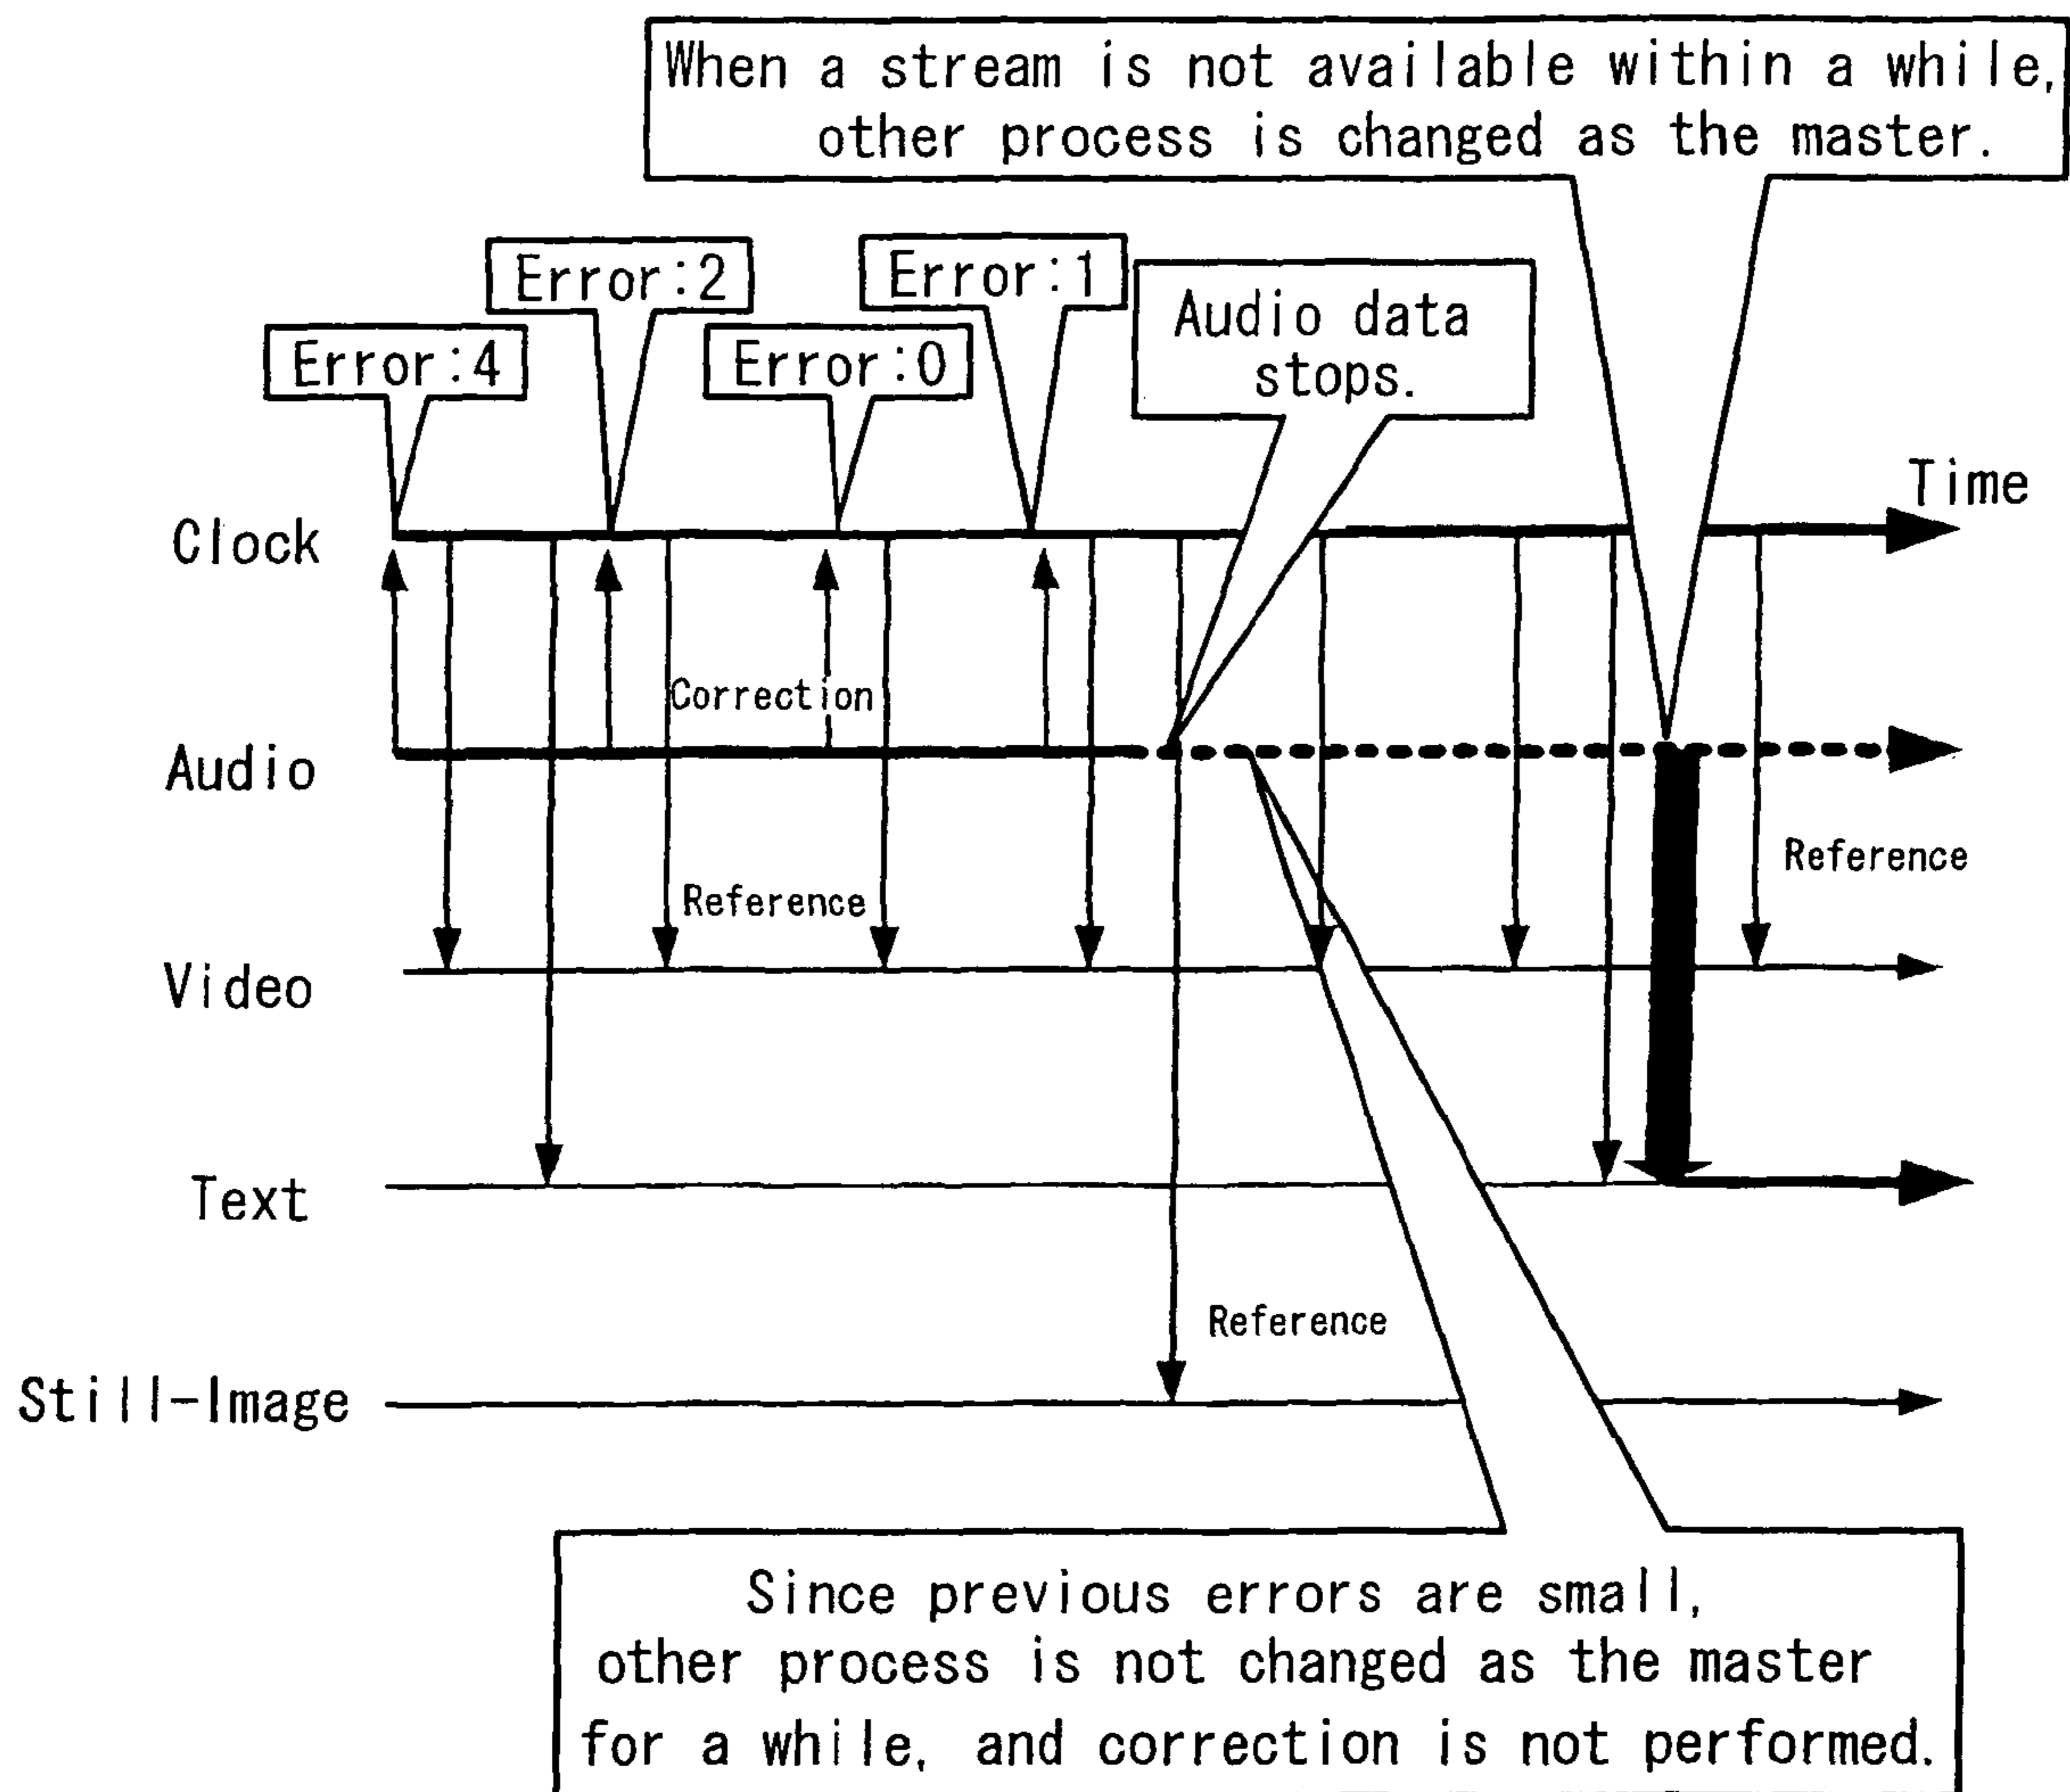 When a stream is not available within a while,
other process is changed as the master.
Error:2
Error:1
Error:4
Error:0
Audio data
stops.
Time
Clock
Correction
Audio
Reference
Reference
Video
Text
Reference
Still-Image
Since previous errors are small,
other process is not changed as the master
for a while, and correction is not performed.